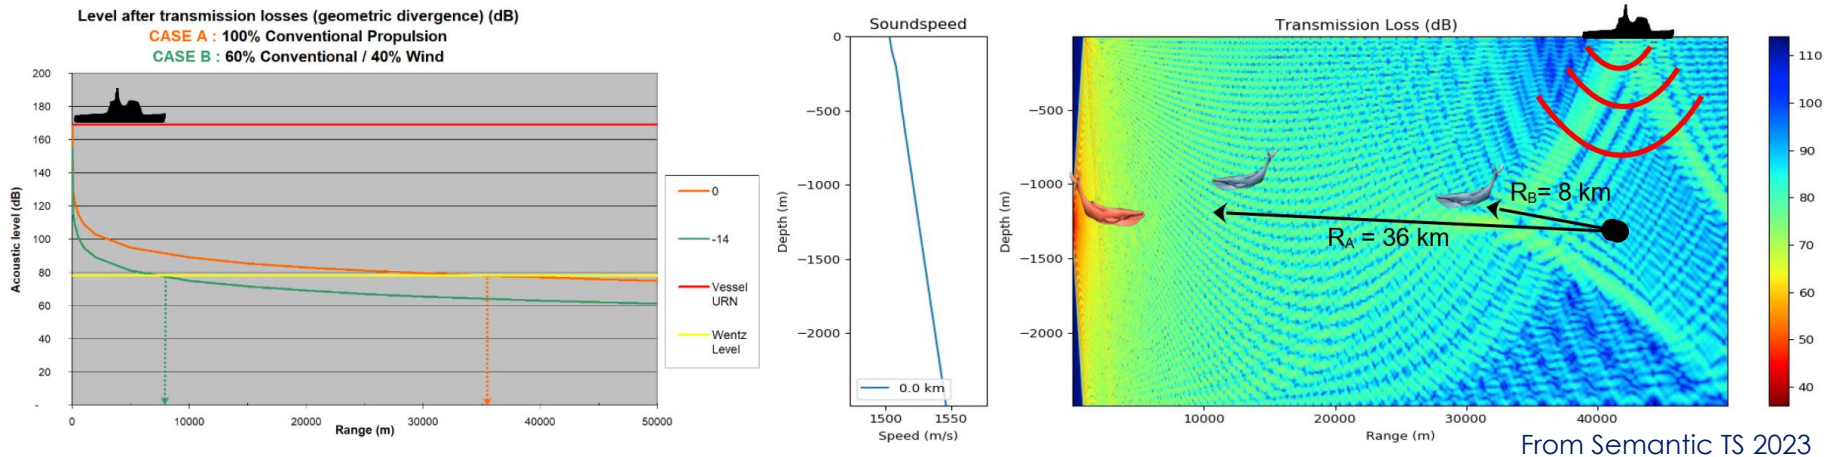 Level after transmission losses (geometric divergence) (dB)
CASE A : 100% Conventional Propulsion
CASE B : 60% Conventional / 40% Wind
200
180
160
140
120
100
80
60
40
20
-
0
10000
20000
30000
40000
50000
Acoustic level (dB)
Range (m)
0
-14
Vessel
URN
Wentz
Level
Soundspeed
0
−500
−1000
−1500
−2000
Depth (m)
0.0 km
1500
1550
Speed (m/s)
Transmission Loss (dB)
−500
−1000
−1500
−2000
Depth (m)
RB= 8 km
RA = 36 km
10000
20000
30000
40000
Range (m)
110
100
90
80
70
60
50
40
From Semantic TS 2023